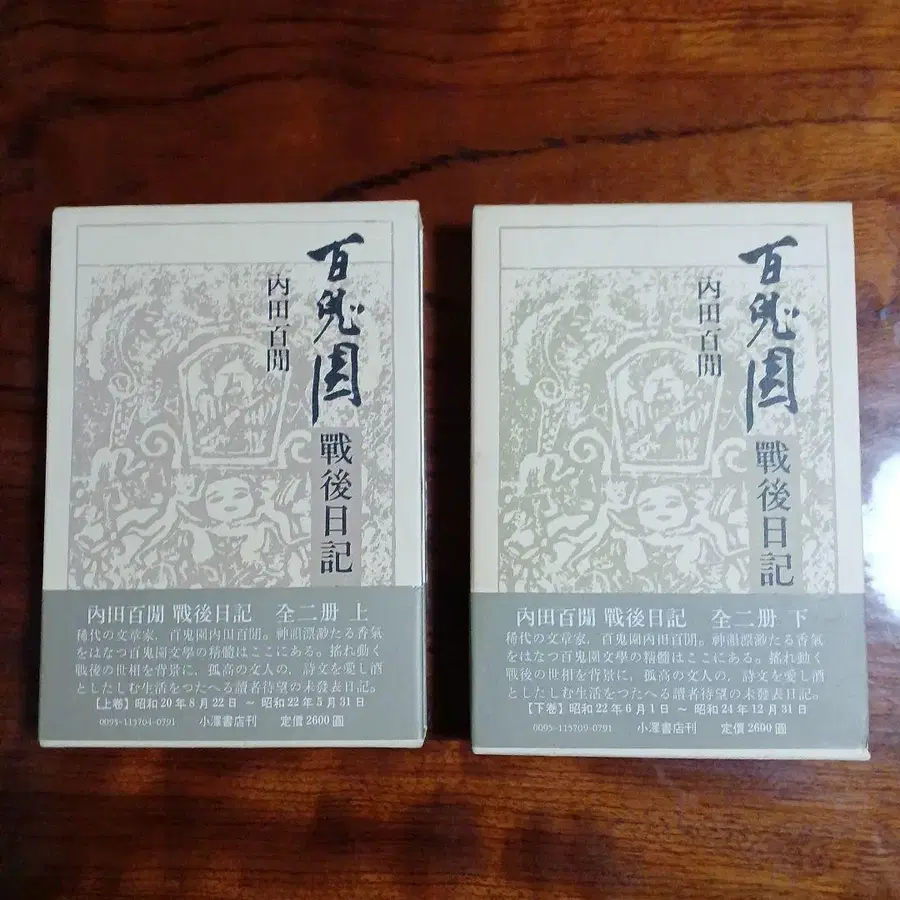 百鬼園
戰後日記
内田百閒
内田百閒 戰後日記 全二册 上
稀代の文章家，百鬼園内田百閒。神韻漂渺たる香氣
をはなつ百鬼園文學の精髓はここにある。搖れ動く
戰後の世相を背景に，孤高の文人の，詩文を愛し酒
としたしむ生活をつたへる讀者待望の未發表日記。
【上卷】昭和20年8月22日 ～ 昭和22年5月31日
0095-115704-0791 小澤書店刊 定價2600圓
百鬼園
戰後日記
内田百閒
内田百閒 戰後日記 全二册 下
稀代の文章家，百鬼園内田百閒。神韻漂渺たる香氣
をはなつ百鬼園文學の精髓はここにある。搖れ動く
戰後の世相を背景に，孤高の文人の，詩文を愛し酒
としたしむ生活をつたへる讀者待望の未發表日記。
【下卷】昭和22年6月1日 ～ 昭和24年12月31日
0095-115709-0791 小澤書店刊 定價2600圓